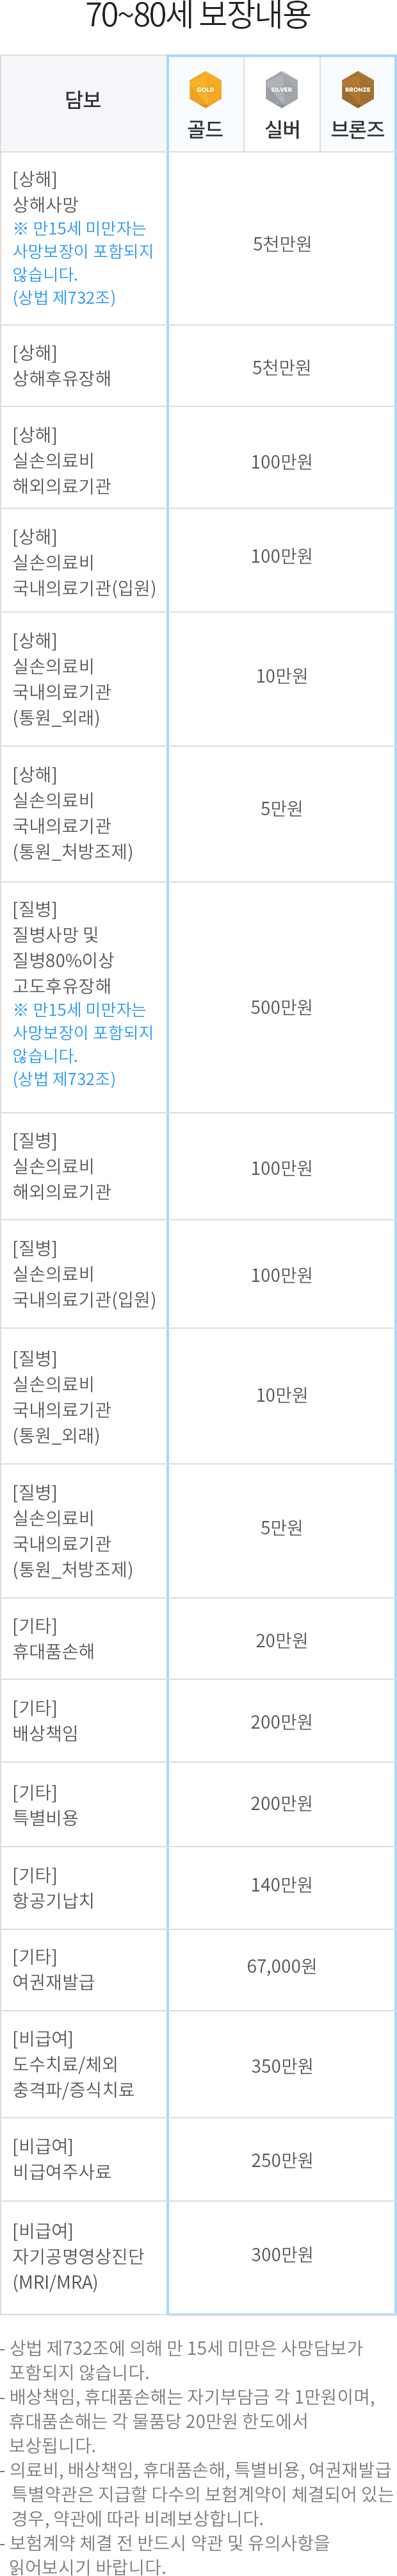 70~80세 보장내용
담보
GOLD
골드
SILVER
실버
BRONZE
브론즈
[상해]
상해사망
※ 만15세 미만자는
사망보장이 포함되지
않습니다.
(상법 제732조)
5천만원
[상해]
상해후유장해
5천만원
[상해]
실손의료비
해외의료기관
100만원
[상해]
실손의료비
국내의료기관(입원)
100만원
[상해]
실손의료비
국내의료기관
(통원_외래)
10만원
[상해]
실손의료비
국내의료기관
(통원_처방조제)
5만원
[질병]
질병사망 및
질병80%이상
고도후유장해
※ 만15세 미만자는
사망보장이 포함되지
않습니다.
(상법 제732조)
500만원
[질병]
실손의료비
해외의료기관
100만원
[질병]
실손의료비
국내의료기관(입원)
100만원
[질병]
실손의료비
국내의료기관
(통원_외래)
10만원
[질병]
실손의료비
국내의료기관
(통원_처방조제)
5만원
[기타]
휴대품손해
20만원
[기타]
배상책임
200만원
[기타]
특별비용
200만원
[기타]
항공기납치
140만원
[기타]
여권재발급
67,000원
[비급여]
도수치료/체외
충격파/증식치료
350만원
[비급여]
비급여주사료
250만원
[비급여]
자기공명영상진단
(MRI/MRA)
300만원
- 상법 제732조에 의해 만 15세 미만은 사망담보가
포함되지 않습니다.
- 배상책임, 휴대품손해는 자기부담금 각 1만원이며,
휴대품손해는 각 물품당 20만원 한도에서
보상됩니다.
- 의료비, 배상책임, 휴대품손해, 특별비용, 여권재발급
특별약관은 지급할 다수의 보험계약이 체결되어 있는
경우, 약관에 따라 비례보상합니다.
- 보험계약 체결 전 반드시 약관 및 유의사항을
읽어보시기 바랍니다.